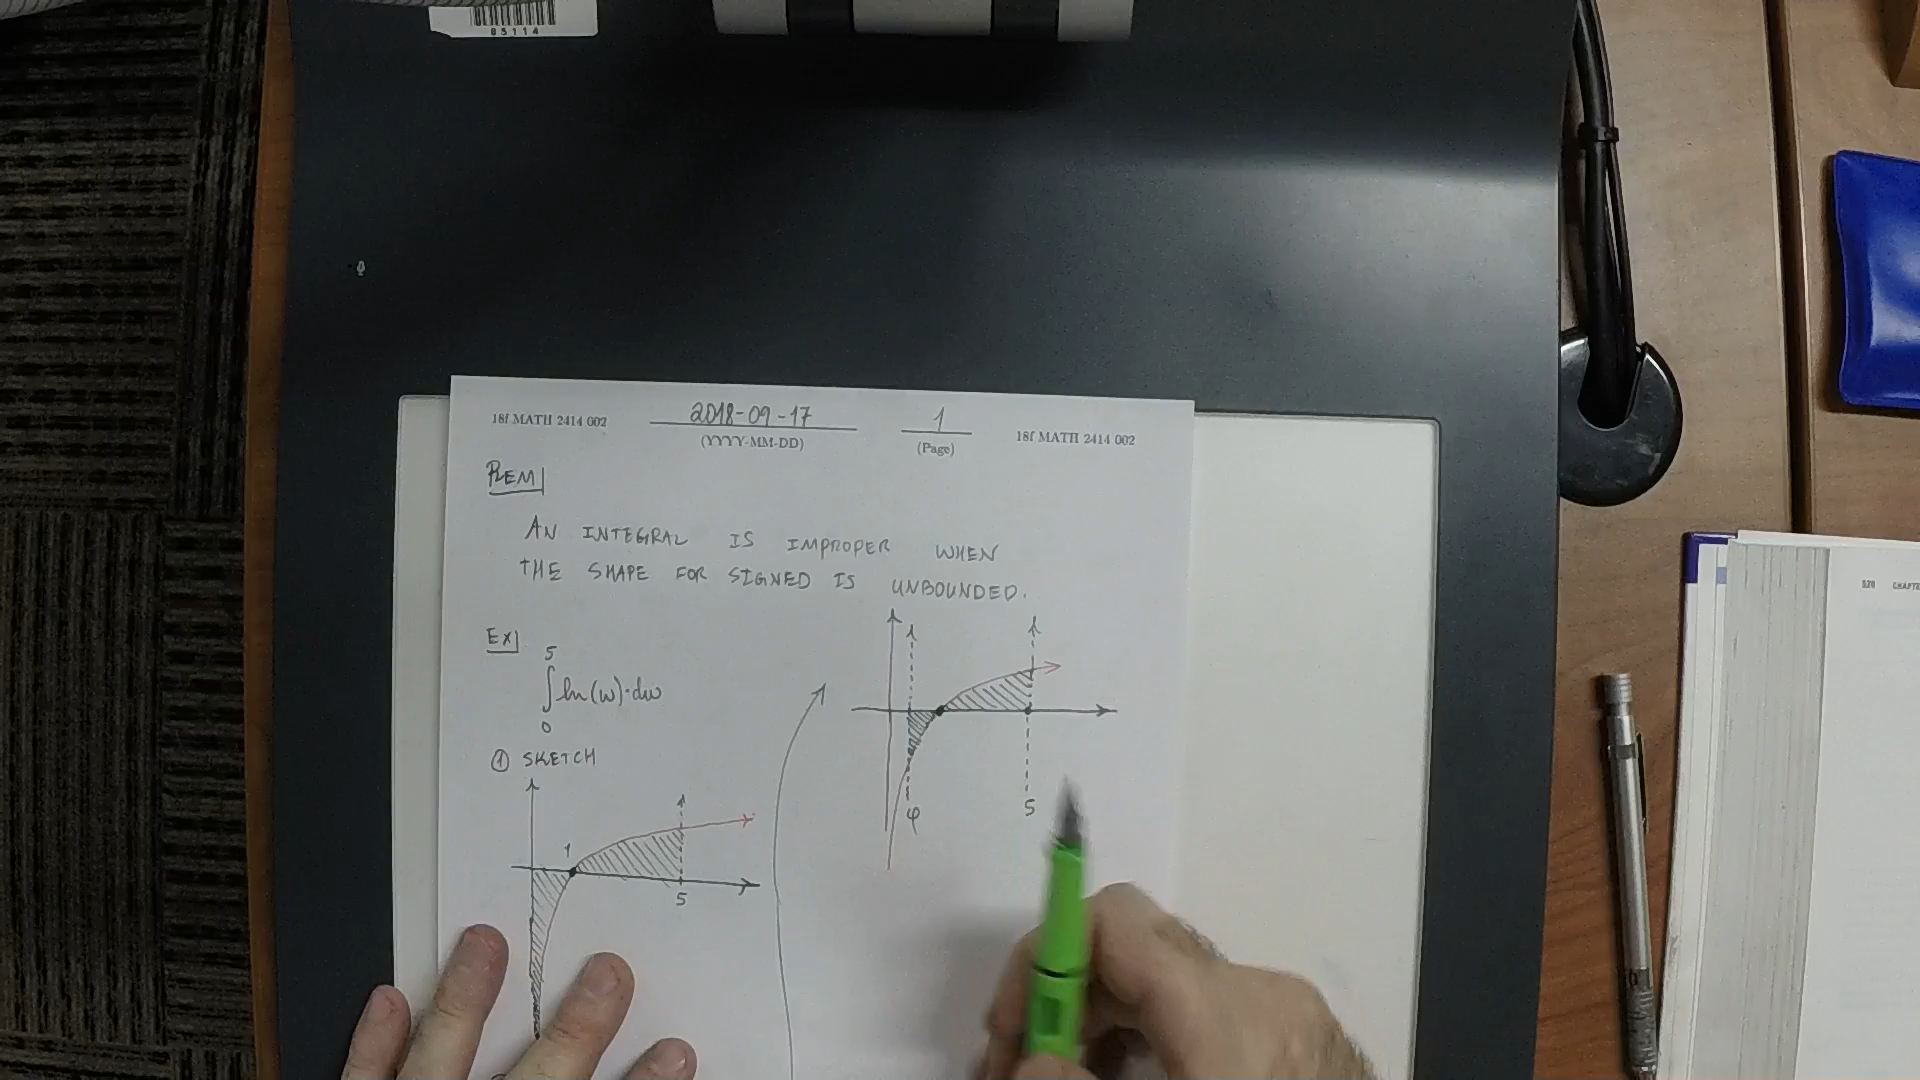 85114
18f MATH 2414 002
2018-09-17
(YYYY-MM-DD)
1
(Page)
18f MATH 2414 002
REM
AN INTEGRAL IS IMPROPER WHEN
THE SHAPE FOR SIGNED IS UNBOUNDED.
EX
5
∫ ln(w)·dw
0
① SKETCH
1
5
φ
5
520 CHAPTE